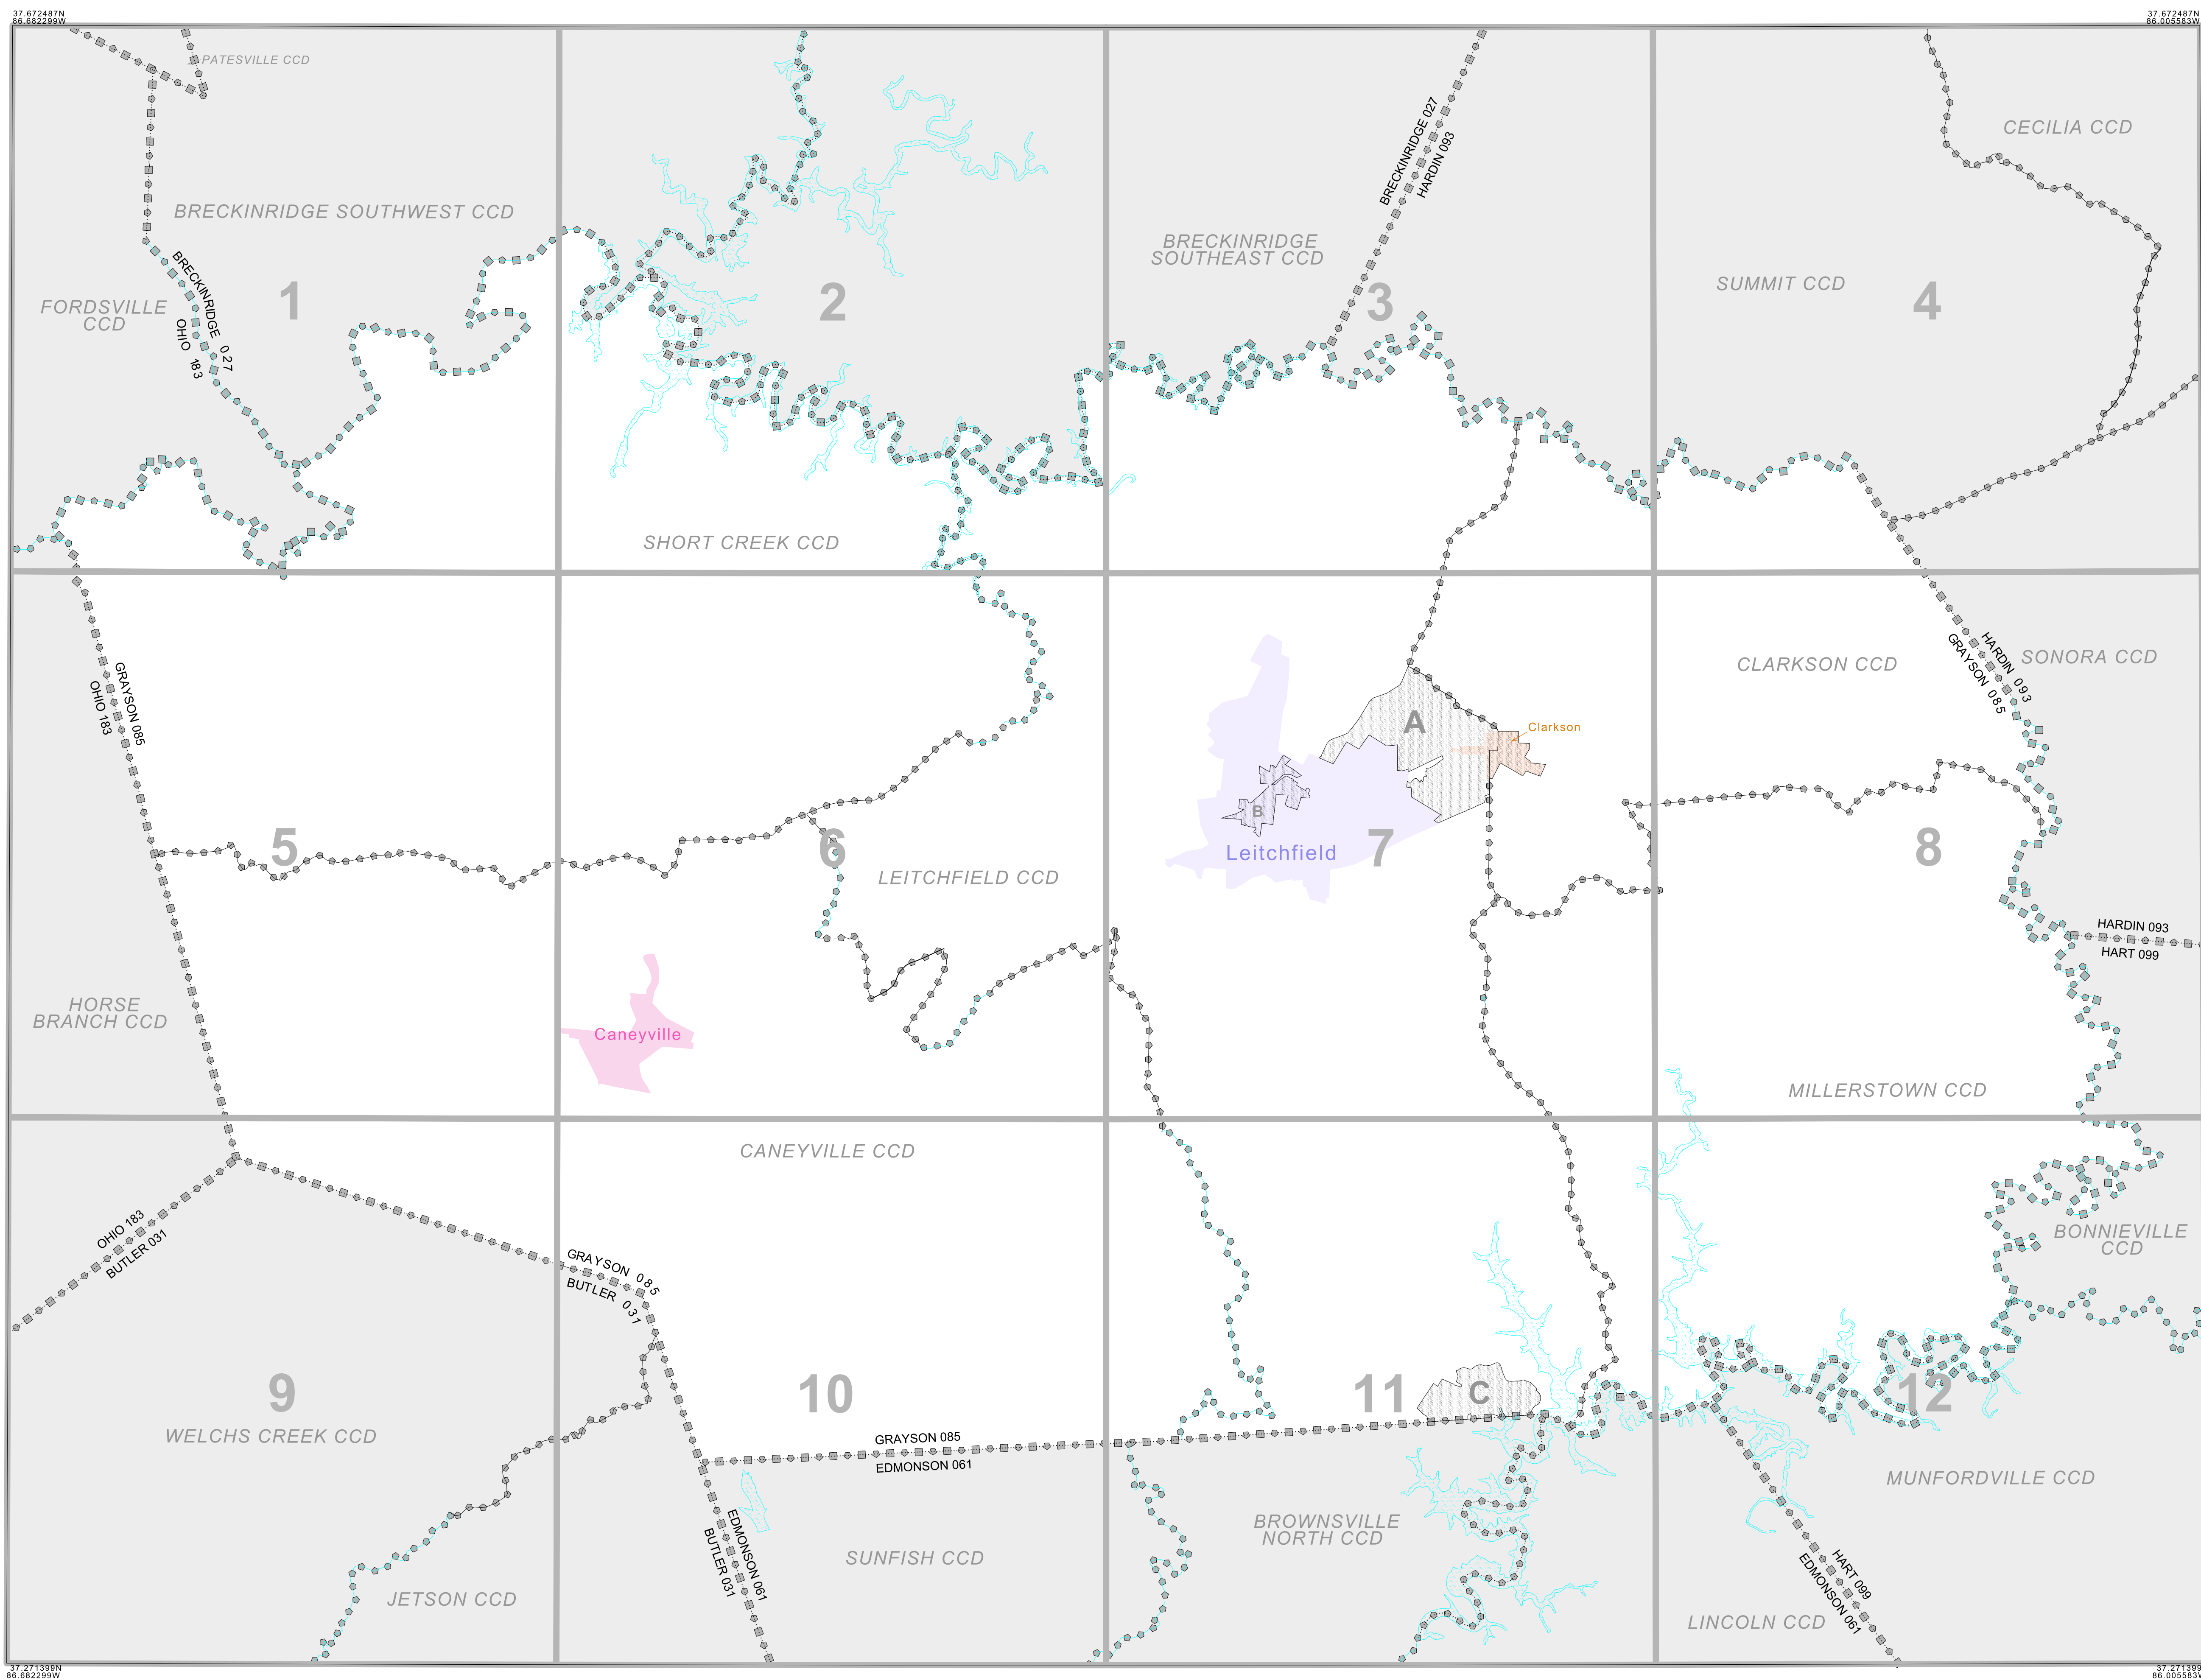 37.672487N
86.682299W
37.672487N
86.005583W
PATESVILLE CCD
CECILIA CCD
BRECKINRIDGE 027
HARDIN 093
BRECKINRIDGE SOUTHWEST CCD
BRECKINRIDGE
SOUTHEAST CCD
SUMMIT CCD
FORDSVILLE
CCD
BRECKINRIDGE 027
OHIO 183
1
2
3
4
SHORT CREEK CCD
GRAYSON 085
OHIO 183
HARDIN 093
GRAYSON 085
CLARKSON CCD
SONORA CCD
A
Clarkson
B
Leitchfield
5
6
7
8
LEITCHFIELD CCD
HARDIN 093
HART 099
HORSE
BRANCH CCD
Caneyville
MILLERSTOWN CCD
CANEYVILLE CCD
OHIO 183
BUTLER 031
GRAYSON 085
BUTLER 031
BONNIEVILLE
CCD
9
10
11
C
12
WELCHS CREEK CCD
GRAYSON 085
EDMONSON 061
MUNFORDVILLE CCD
BROWNSVILLE
NORTH CCD
SUNFISH CCD
EDMONSON 061
BUTLER 031
JETSON CCD
HART 099
EDMONSON 061
LINCOLN CCD
37.271399N
86.682299W
37.271399
86.005583W